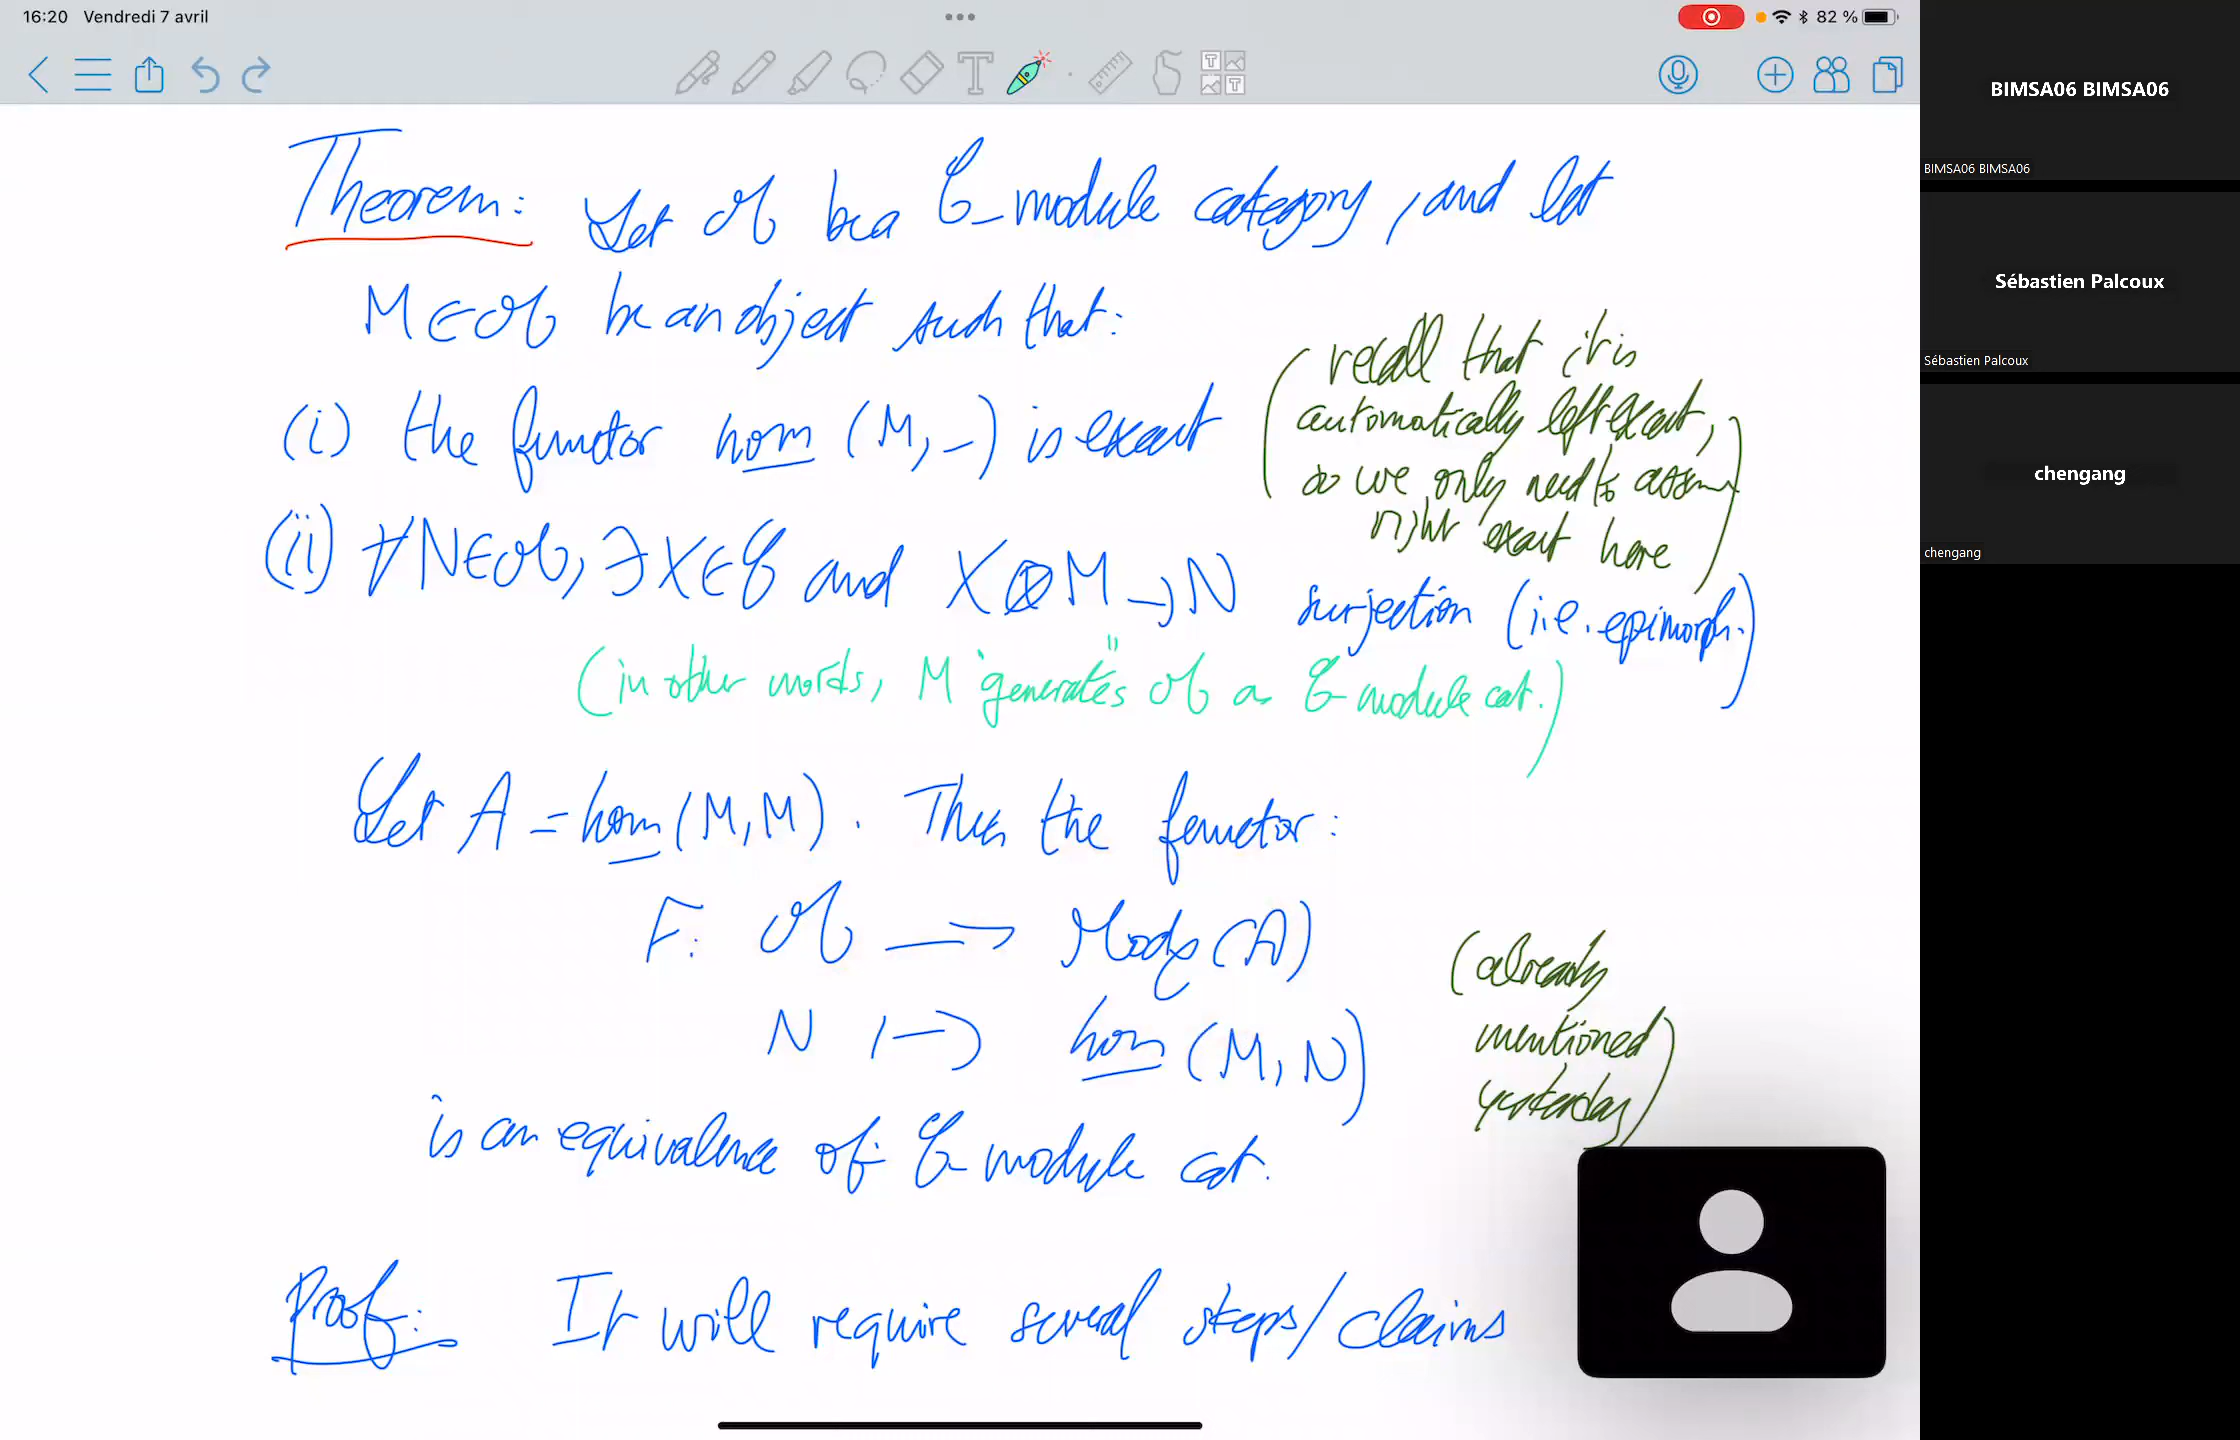 16:20 Vendredi 7 avril
82 %
Theorem: Let ℳ be a 𝒞-module category, and let
M ∈ ℳ be an object such that:
(i) the functor hom (M, -) is exact
(recall that it is
automatically left exact,
so we only need to assume
right exact here)
(ii) ∀ N ∈ ℳ, ∃ X ∈ 𝒞 and X ⊗ M → N surjection (i.e. epimorph.)
(in other words, M "generates" ℳ as 𝒞-module cat.)
Let A = hom (M, M). Then the functor:
F: ℳ → Mod_𝒞 (A)
N ↦ hom (M, N)
(already
mentioned
yesterday)
is an equivalence of 𝒞-module cat.
Proof: It will require several steps/claims
BIMSA06 BIMSA06
BIMSA06 BIMSA06
Sébastien Palcoux
Sébastien Palcoux
chengang
chengang